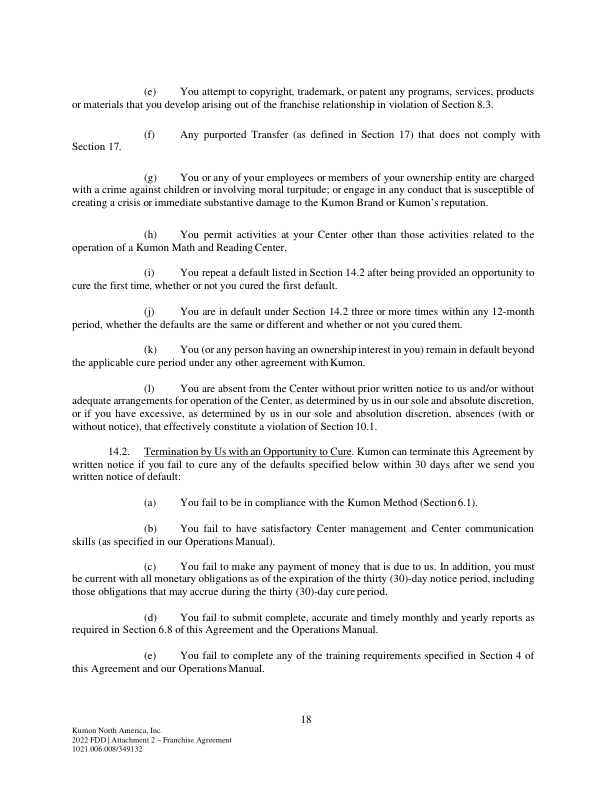 (e) You attempt to copyright, trademark, or patent any programs, services, products
or materials that you develop arising out of the franchise relationship in violation of Section 8.3.
(f) Any purported Transfer (as defined in Section 17) that does not comply with
Section 17.
(g) You or any of your employees or members of your ownership entity are charged
with a crime against children or involving moral turpitude; or engage in any conduct that is susceptible of
creating a crisis or immediate substantive damage to the Kumon Brand or Kumon's reputation.
(h) You permit activities at your Center other than those activities related to the
operation of a Kumon Math and Reading Center.
(i) You repeat a default listed in Section 14.2 after being provided an opportunity to
cure the first time, whether or not you cured the first default.
(j) You are in default under Section 14.2 three or more times within any 12-month
period, whether the defaults are the same or different and whether or not you cured them.
(k) You (or any person having an ownership interest in you) remain in default beyond
the applicable cure period under any other agreement with Kumon.
(l) You are absent from the Center without prior written notice to us and/or without
adequate arrangements for operation of the Center, as determined by us in our sole and absolute discretion,
or if you have excessive, as determined by us in our sole and absolution discretion, absences (with or
without notice), that effectively constitute a violation of Section 10.1.
14.2. Termination by Us with an Opportunity to Cure. Kumon can terminate this Agreement by
written notice if you fail to cure any of the defaults specified below within 30 days after we send you
written notice of default:
(a) You fail to be in compliance with the Kumon Method (Section 6.1).
(b) You fail to have satisfactory Center management and Center communication
skills (as specified in our Operations Manual).
(c) You fail to make any payment of money that is due to us. In addition, you must
be current with all monetary obligations as of the expiration of the thirty (30)-day notice period, including
those obligations that may accrue during the thirty (30)-day cure period.
(d) You fail to submit complete, accurate and timely monthly and yearly reports as
required in Section 6.8 of this Agreement and the Operations Manual.
(e) You fail to complete any of the training requirements specified in Section 4 of
this Agreement and our Operations Manual.
18
Kumon North America, Inc.
2022 FDD | Attachment 2 – Franchise Agreement
1021.006.008/349132